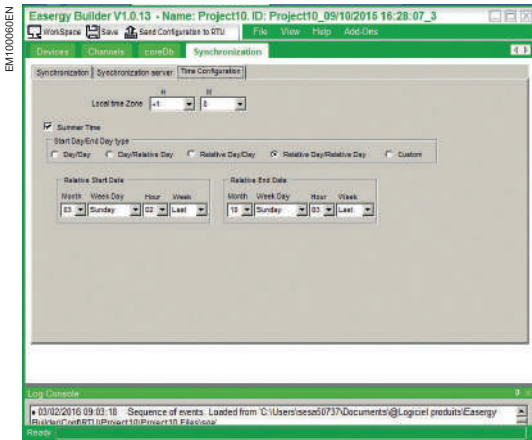 EM100060EN
Easergy Builder V1.0.13 - Name: Project10. ID: Project10_09/10/2015 16:28:07_3
WorkSpace Save Send Configuration to RTU File View Help Add-Ons
Devices Channels coreDb Synchronization
Synchronization Synchronization server Time Configuration
H M
Local time Zone +1 0
Summer Time
Start Day/End Day type
Day/Day Day/Relative Day Relative Day/Day Relative Day/Relative Day Custom
Relative Start Date Relative End Date
Month Week Day Hour Week Month Week Day Hour Week
03 Sunday 02 Last 10 Sunday 03 Last
Log Console
• 03/02/2016 09:03:18 Sequence of events. Loaded from 'C:\Users\sesa50737\Documents\@Logiciel produits\Easergy
Builder\Conf\RTU\Project10\Project10.Files\soe'
Ready